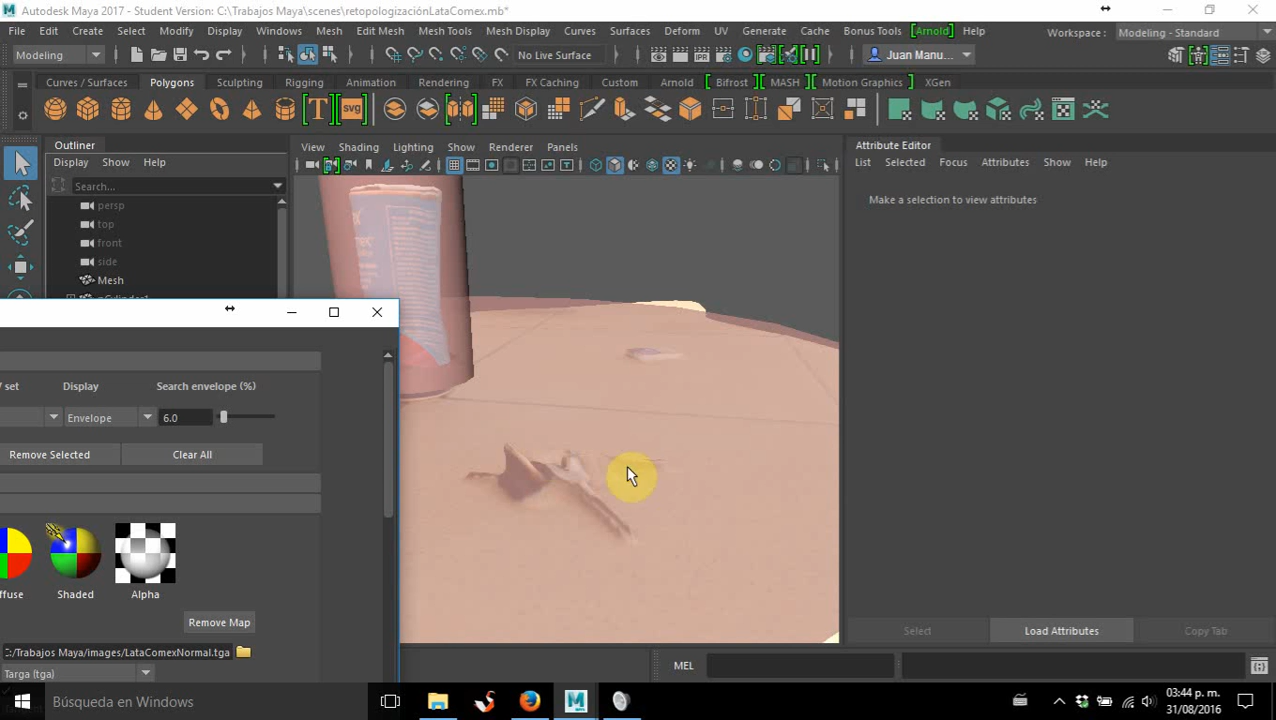 Autodesk Maya 2017 - Student Version: C:\Trabajos Maya\scenes\retopologizaciónLataComex.mb*
File Edit Create Select Modify Display Windows Mesh Edit Mesh Mesh Tools Mesh Display Curves Surfaces Deform UV Generate Cache Bonus Tools [Arnold] Help Workspace : Modeling - Standard
Modeling No Live Surface Juan Manu...
Curves / Surfaces Polygons Sculpting Rigging Animation Rendering FX FX Caching Custom Arnold Bifrost MASH Motion Graphics XGen
T svg
Outliner
Display Show Help
Search...
persp
top
front
side
Mesh
View Shading Lighting Show Renderer Panels
Attribute Editor
List Selected Focus Attributes Show Help
Make a selection to view attributes
set Display Search envelope (%)
Envelope 6.0
Remove Selected Clear All
Shaded Alpha
Remove Map
C:/Trabajos Maya/images/LataComexNormal.tga
Targa (tga)
Select Load Attributes Copy Tab
MEL
Búsqueda en Windows
03:44 p. m.
31/08/2016